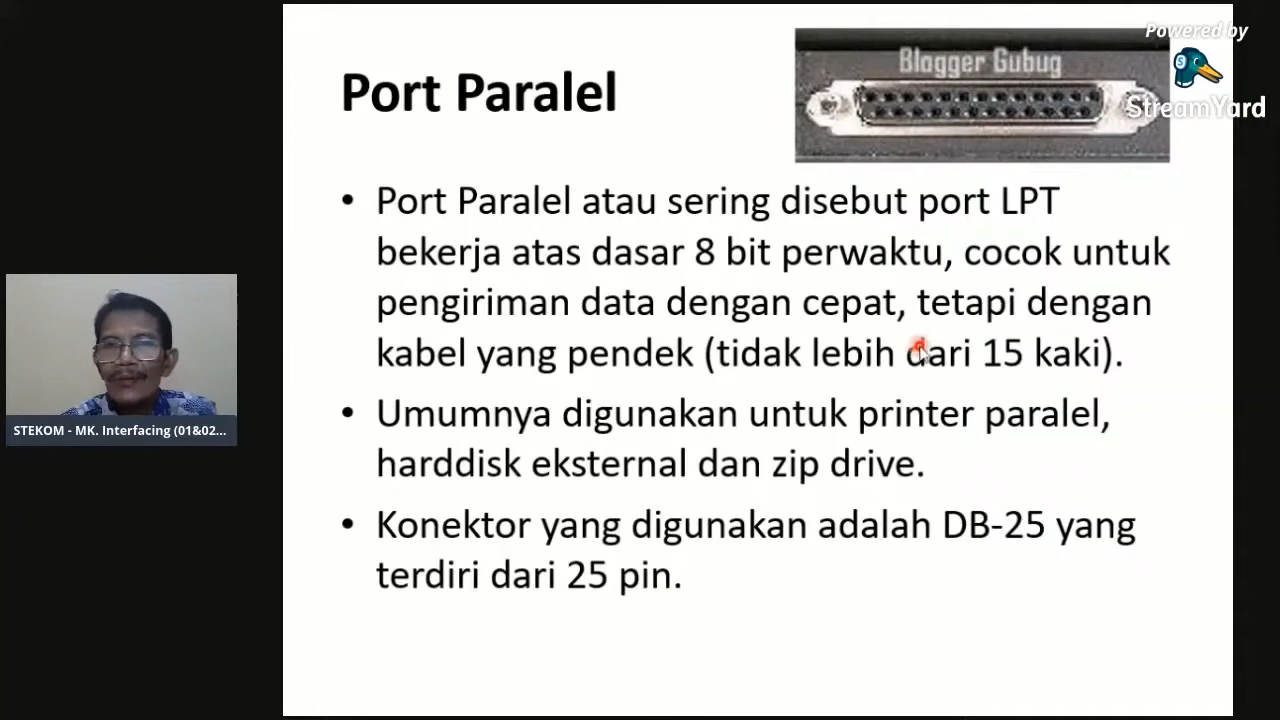 Powered by
StreamYard
Blogger Gubug
Port Paralel
• Port Paralel atau sering disebut port LPT
bekerja atas dasar 8 bit perwaktu, cocok untuk
pengiriman data dengan cepat, tetapi dengan
kabel yang pendek (tidak lebih dari 15 kaki).
• Umumnya digunakan untuk printer paralel,
harddisk eksternal dan zip drive.
• Konektor yang digunakan adalah DB-25 yang
terdiri dari 25 pin.
STEKOM - MK. Interfacing (01&02...